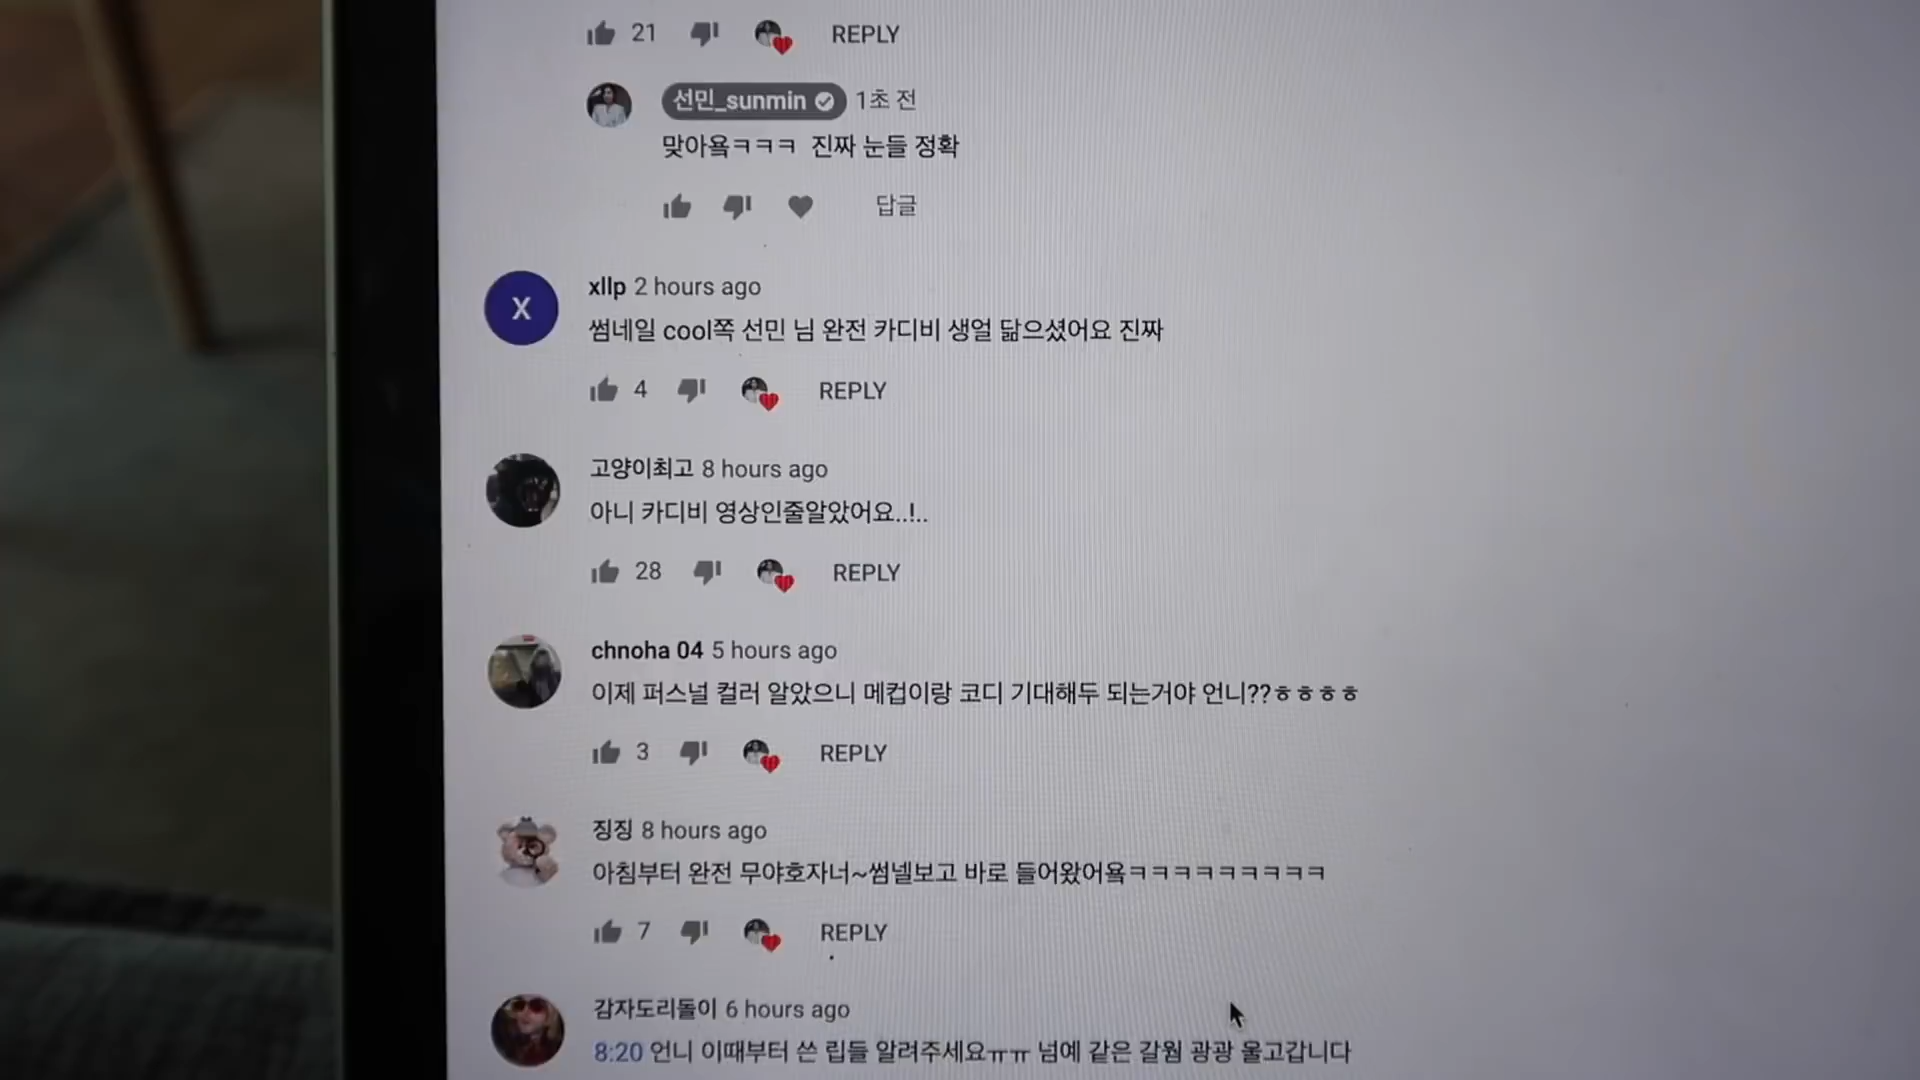 21 REPLY
선민_sunmin 1초 전
맞아욬ㅋㅋㅋ 진짜 눈들 정확
답글
X
xllp 2 hours ago
썸네일 cool쪽 선민 님 완전 카디비 생얼 닮으셨어요 진짜
4 REPLY
고양이최고 8 hours ago
아니 카디비 영상인줄알았어요..!..
28 REPLY
chnoha 04 5 hours ago
이제 퍼스널 컬러 알았으니 메컵이랑 코디 기대해두 되는거야 언니??ㅎㅎㅎㅎ
3 REPLY
징징 8 hours ago
아침부터 완전 무야호자너~썸넬보고 바로 들어왔어욬ㅋㅋㅋㅋㅋㅋㅋㅋㅋ
7 REPLY
감자도리돌이 6 hours ago
8:20 언니 이때부터 쓴 립들 알려주세요ㅠㅠ 넘예 같은 갈웜 광광 울고갑니다